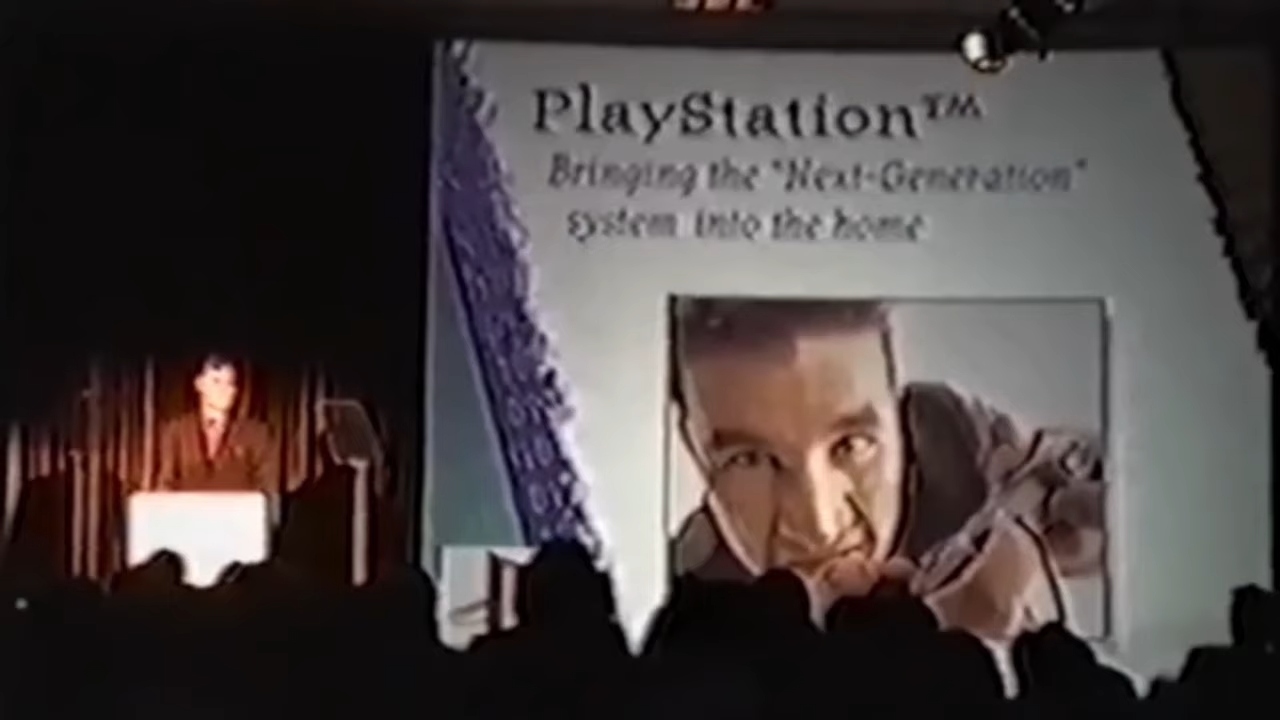 PlayStation™
Bringing the "Next-Generation"
system into the home